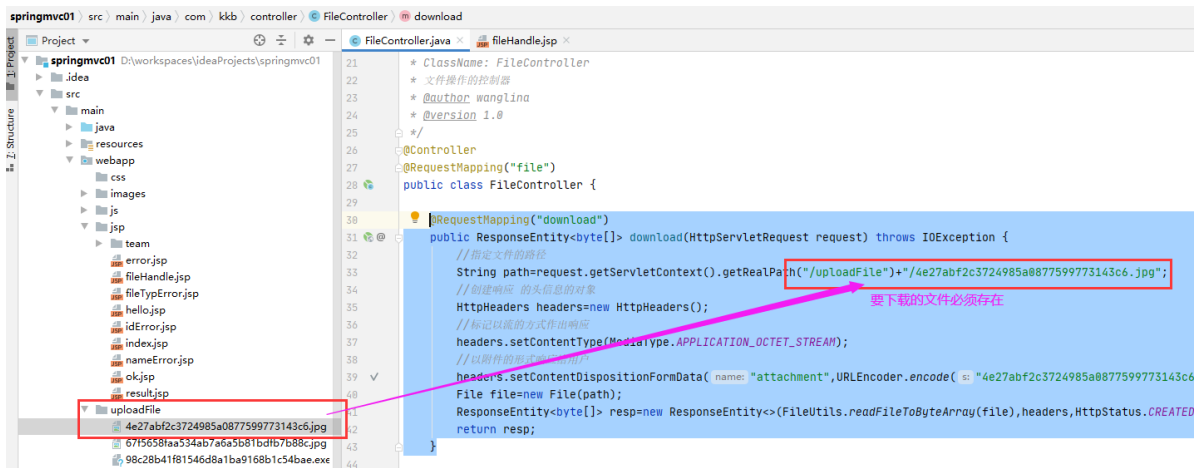 springmvc01 › src › main › java › com › kkb › controller › FileController › download
Project
FileController.java ×
fileHandle.jsp ×
1: Project
7: Structure
springmvc01 D:\workspaces\ideaProjects\springmvc01
.idea
src
main
java
resources
webapp
css
images
js
jsp
team
error.jsp
fileHandle.jsp
fileTypError.jsp
hello.jsp
idError.jsp
index.jsp
nameError.jsp
ok.jsp
result.jsp
uploadFile
4e27abf2c3724985a0877599773143c6.jpg
67f5658faa534ab7a6a5b81bdfb7b88c.jpg
98c28b41f81546d8a1ba9168b1c54bae.exe
21 * ClassName: FileController
22 * 文件操作的控制器
23 * @author wanglina
24 * @version 1.0
25 */
26 @Controller
27 @RequestMapping("file")
28 public class FileController {
29
30 @RequestMapping("download")
31 public ResponseEntity<byte[]> download(HttpServletRequest request) throws IOException {
32 //指定文件的路径
33 String path=request.getServletContext().getRealPath("/uploadFile")+"/4e27abf2c3724985a0877599773143c6.jpg";
34 //创建响应 的头信息的对象
要下载的文件必须存在
35 HttpHeaders headers=new HttpHeaders();
36 //标记以流的方式作出响应
37 headers.setContentType(MediaType.APPLICATION_OCTET_STREAM);
38 //以附件的形式响应给用户
39 headers.setContentDispositionFormData( name: "attachment",URLEncoder.encode( s: "4e27abf2c3724985a0877599773143c6
40 File file=new File(path);
41 ResponseEntity<byte[]> resp=new ResponseEntity<>(FileUtils.readFileToByteArray(file),headers,HttpStatus.CREATED
42 return resp;
43 }
44